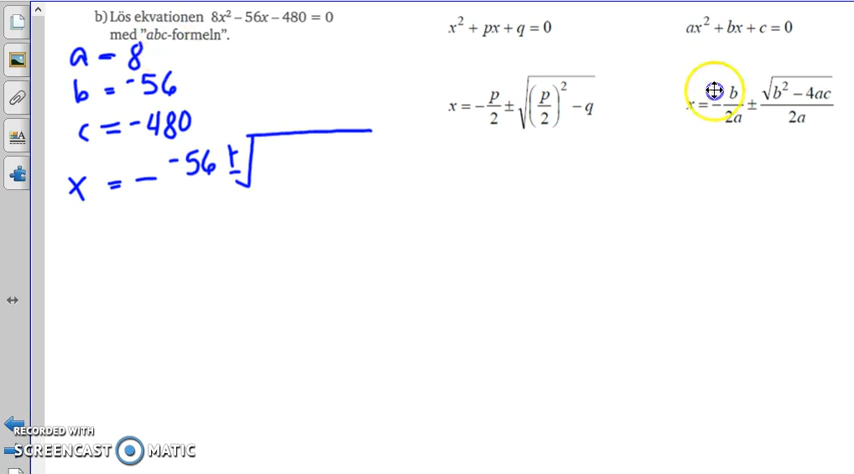 b) Lös ekvationen 8x² – 56x – 480 = 0
med ”abc-formeln”.
a = 8
b = -56
c = -480
x = - -56 ± √
x² + px + q = 0
x = -p/2 ± √((p/2)² - q)
ax² + bx + c = 0
x = -b/2a ± √(b² - 4ac)/2a
RECORDED WITH
SCREENCAST MATIC